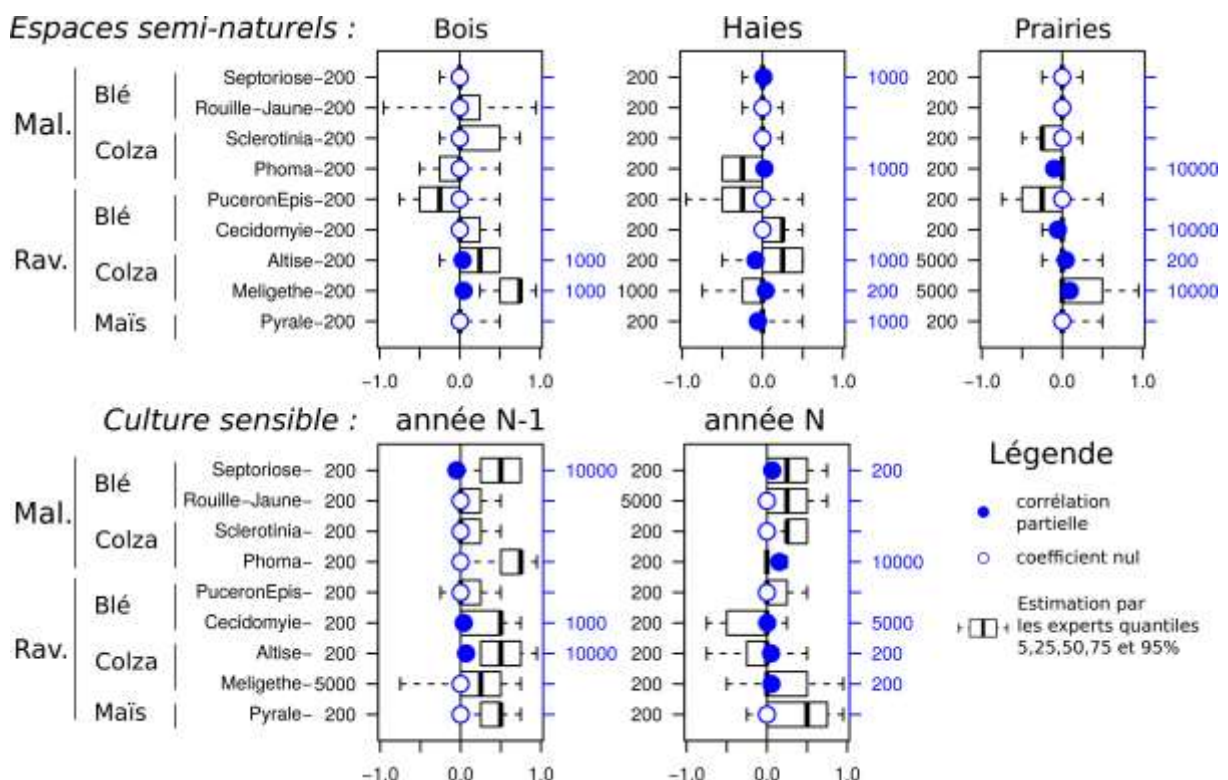 Espaces semi-naturels : Bois Haies Prairies
Mal. Blé Septoriose-200 200 1000 200
Rouille-Jaune-200 200 200
Colza Sclerotinia-200 200 200
Phoma-200 200 1000 200 10000
Rav. Blé PuceronEpis-200 200 200
Cecidomyie-200 200 200 10000
Colza Altise-200 1000 200 1000 5000 200
Meligethe-200 1000 1000 200 5000 10000
Maïs Pyrale-200 200 1000 200
-1.0 0.0 1.0 -1.0 0.0 1.0 -1.0 0.0 1.0
Culture sensible : année N-1 année N
Mal. Blé Septoriose- 200 10000 200 200
Rouille-Jaune- 200 5000
Colza Sclerotinia- 200 200
Phoma- 200 200 10000
Rav. Blé PuceronEpis- 200 200
Cecidomyie- 200 1000 200 5000
Colza Altise- 200 10000 200 200
Meligethe-5000 200 200
Maïs Pyrale- 200 200
-1.0 0.0 1.0 -1.0 0.0 1.0
Légende
corrélation
partielle
coefficient nul
Estimation par
les experts quantiles
5,25,50,75 et 95%